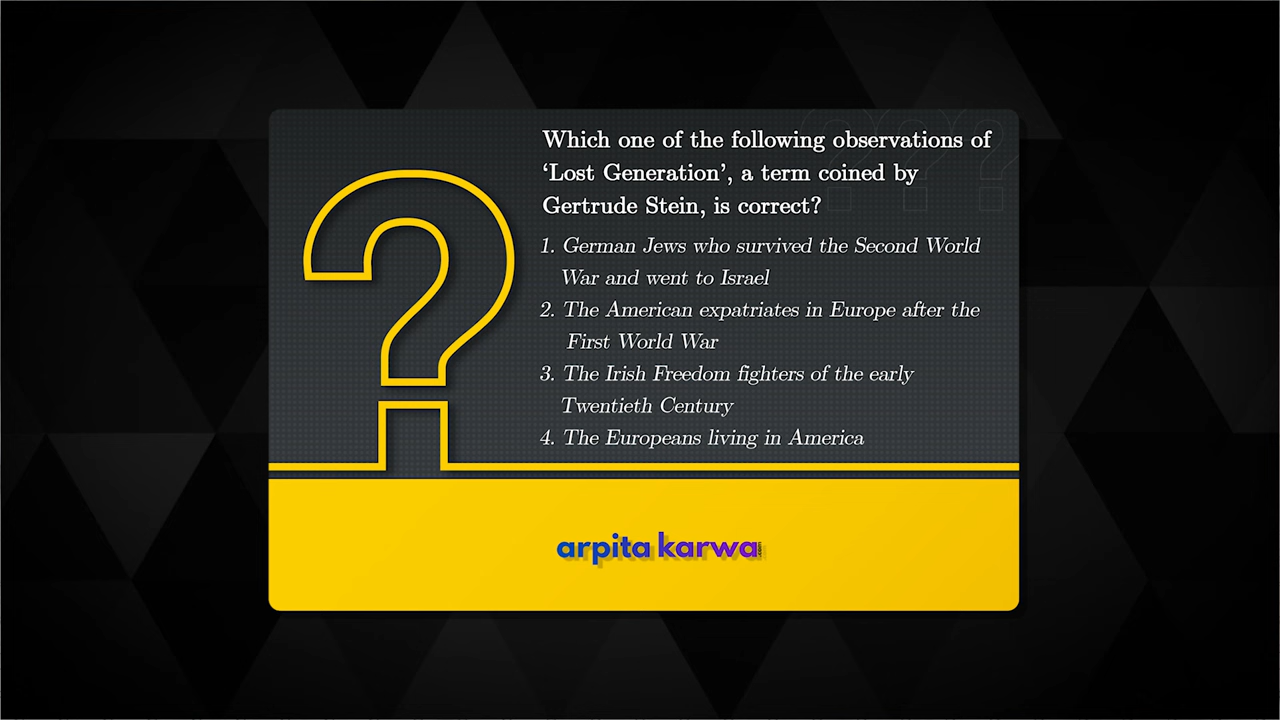 Which one of the following observations of
‘Lost Generation’, a term coined by
Gertrude Stein, is correct?
1. German Jews who survived the Second World
War and went to Israel
2. The American expatriates in Europe after the
First World War
3. The Irish Freedom fighters of the early
Twentieth Century
4. The Europeans living in America
arpita karwa.com